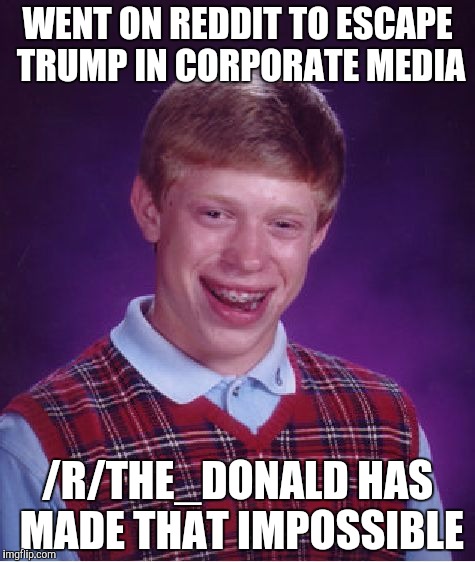 WENT ON REDDIT TO ESCAPE
TRUMP IN CORPORATE MEDIA
/R/THE_DONALD HAS
MADE THAT IMPOSSIBLE
imgflip.com